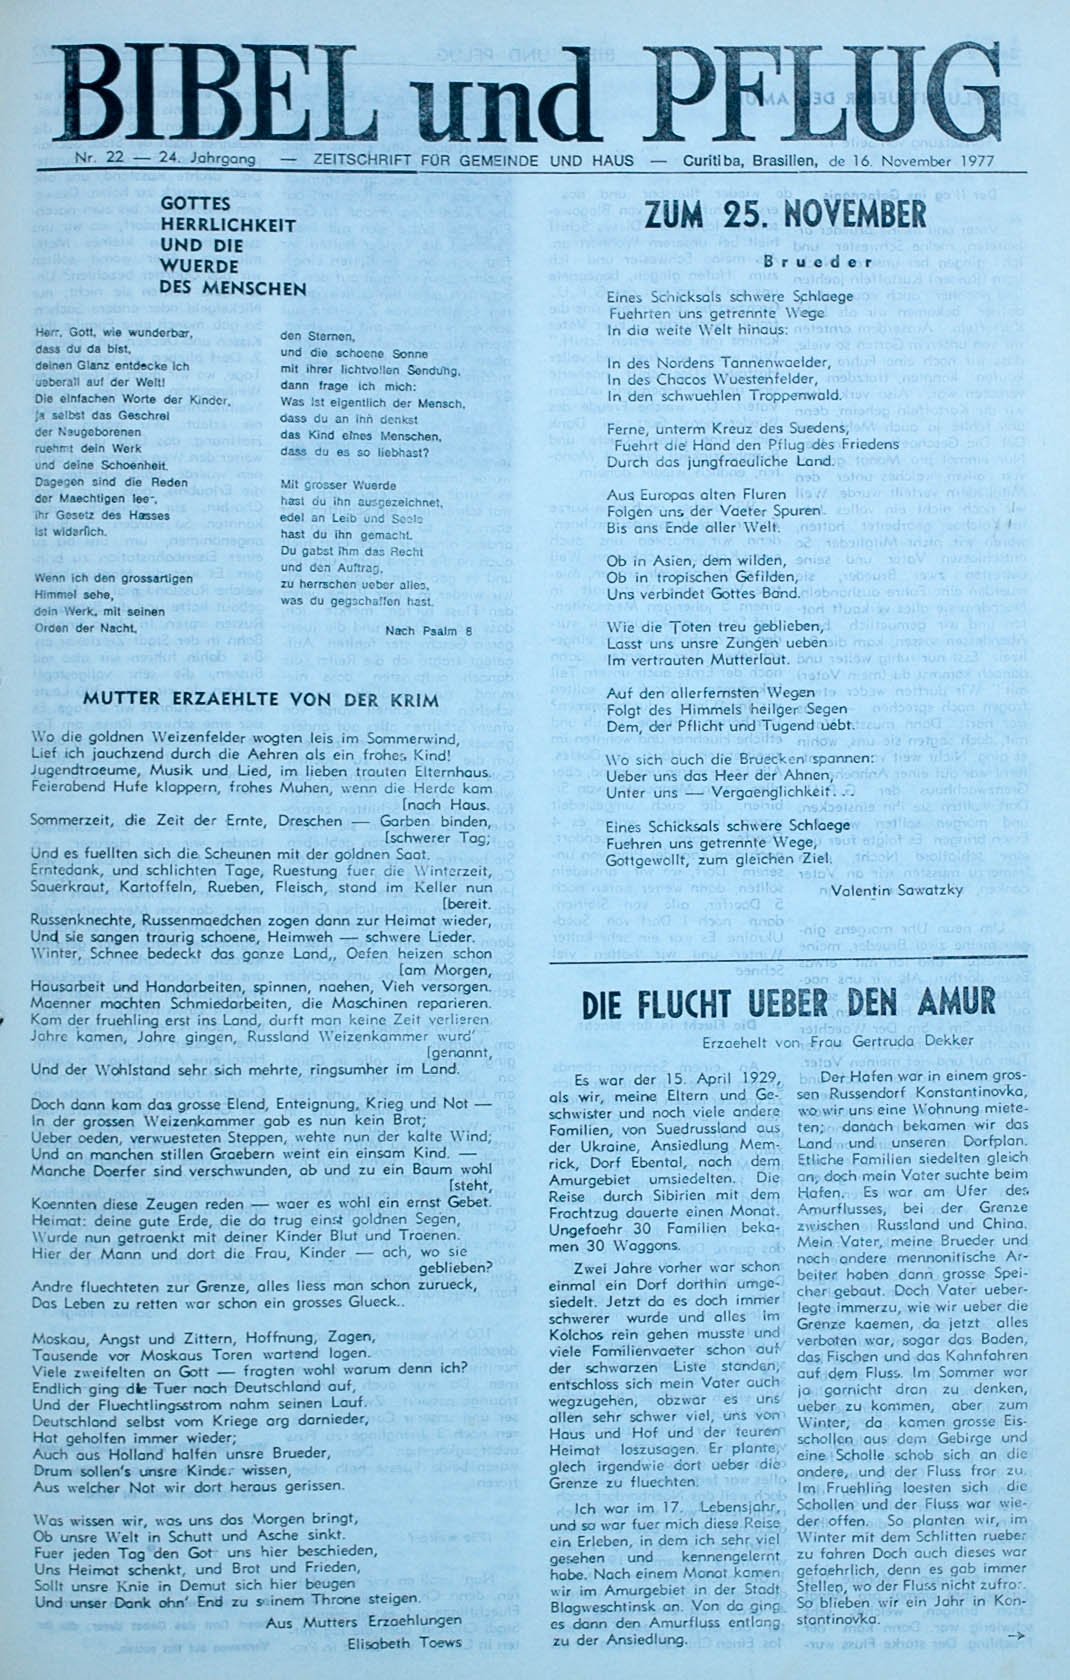 BIBEL und PFLUG
Nr. 22 — 24. Jahrgang — ZEITSCHRIFT FÜR GEMEINDE UND HAUS — Curitiba, Brasilien, de 16. November 1977
GOTTES
HERRLICHKEIT
UND DIE
WUERDE
DES MENSCHEN
Herr, Gott, wie wunderbar,
dass du da bist,
deinen Glanz entdecke ich
ueberall auf der Welt!
Die einfachen Worte der Kinder,
ja selbst das Geschrei
der Neugeborenen
ruehmt dein Werk
und deine Schoenheit.
Dagegen sind die Reden
der Maechtigen leer,
ihr Gesetz des Hasses
ist widerlich.
Wenn ich den grossartigen
Himmel sehe,
dein Werk, mit seinen
Orden der Nacht,
den Sternen,
und die schoene Sonne
mit ihrer lichtvollen Sendung,
dann frage ich mich:
Was ist eigentlich der Mensch,
dass du an ihn denkst
das Kind eines Menschen,
dass du es so liebhast?
Mit grosser Wuerde
hast du ihn ausgezeichnet,
edel an Leib und Seele
hast du ihn gemacht.
Du gabst ihm das Recht
und den Auftrag,
zu herrschen ueber alles,
was du gegschaffen hast.
Nach Psalm 8
MUTTER ERZAEHLTE VON DER KRIM
Wo die goldnen Weizenfelder wogten leis im Sommerwind,
Lief ich jauchzend durch die Aehren als ein frohes Kind!
Jugendtraeume, Musik und Lied, im lieben trauten Elternhaus.
Feierabend Hufe klappern, frohes Muhen, wenn die Herde kam
[nach Haus.
Sommerzeit, die Zeit der Ernte, Dreschen — Garben binden,
[schwerer Tag;
Und es fuellten sich die Scheunen mit der goldnen Saat.
Erntedank, und schlichten Tage, Ruestung fuer die Winterzeit,
Sauerkraut, Kartoffeln, Rueben, Fleisch, stand im Keller nun
[bereit.
Russenknechte, Russenmaedchen zogen dann zur Heimat wieder,
Und sie sangen traurig schoene, Heimweh — schwere Lieder.
Winter, Schnee bedeckt das ganze Land,, Oefen heizen schon
[am Morgen,
Hausarbeit und Handarbeiten, spinnen, naehen, Vieh versorgen.
Maenner machten Schmiedarbeiten, die Maschinen reparieren.
Kam der fruehling erst ins Land, durft man keine Zeit verlieren
Jahre kamen, Jahre gingen, Russland Weizenkammer wurd'
[genannt,
Und der Wohlstand sehr sich mehrte, ringsumher im Land.
Doch dann kam das grosse Elend, Enteignung, Krieg und Not —
In der grossen Weizenkammer gab es nun kein Brot;
Ueber oeden, verwuesteten Steppen, wehte nun der kalte Wind;
Und an manchen stillen Graebern weint ein einsam Kind. —
Manche Doerfer sind verschwunden, ab und zu ein Baum wohl
[steht,
Koennten diese Zeugen reden — waer es wohl ein ernst Gebet.
Heimat: deine gute Erde, die da trug einst goldnen Segen,
Wurde nun getraenkt mit deiner Kinder Blut und Traenen.
Hier der Mann und dort die Frau, Kinder — ach, wo sie
geblieben?
Andre fluechteten zur Grenze, alles liess man schon zurueck,
Das Leben zu retten war schon ein grosses Glueck..
Moskau, Angst und Zittern, Hoffnung, Zagen,
Tausende vor Moskaus Toren wartend lagen.
Viele zweifelten an Gott — fragten wohl warum denn ich?
Endlich ging die Tuer nach Deutschland auf,
Und der Fluechtlingsstrom nahm seinen Lauf.
Deutschland selbst vom Kriege arg darnieder,
Hat geholfen immer wieder;
Auch aus Holland halfen unsre Brueder,
Drum sollen's unsre Kinder wissen,
Aus welcher Not wir dort heraus gerissen.
Was wissen wir, was uns das Morgen bringt,
Ob unsre Welt in Schutt und Asche sinkt.
Fuer jeden Tag den Gott uns hier beschieden,
Uns Heimat schenkt, und Brot und Frieden,
Sollt unsre Knie in Demut sich hier beugen
Und unser Dank ohn' End zu seinem Throne steigen.
Aus Mutters Erzaehlungen
Elisabeth Toews
ZUM 25. NOVEMBER
Brueder
Eines Schicksals schwere Schlaege
Fuehrten uns getrennte Wege
In die weite Welt hinaus:
In des Nordens Tannenwaelder,
In des Chacos Wuestenfelder,
In den schwuehlen Troppenwald.
Ferne, unterm Kreuz des Suedens,
Fuehrt die Hand den Pflug des Friedens
Durch das jungfraeuliche Land.
Aus Europas alten Fluren
Folgen uns der Vaeter Spuren
Bis ans Ende aller Welt.
Ob in Asien, dem wilden,
Ob in tropischen Gefilden,
Uns verbindet Gottes Band.
Wie die Toten treu geblieben,
Lasst uns unsre Zungen ueben
Im vertrauten Mutterlaut.
Auf den allerfernsten Wegen
Folgt des Himmels heilger Segen
Dem, der Pflicht und Tugend uebt.
Wo sich auch die Bruecken spannen:
Ueber uns das Heer der Ahnen,
Unter uns — Vergaenglichkeit...
Eines Schicksals schwere Schlaege
Fuehren uns getrennte Wege,
Gottgewollt, zum gleichen Ziel.
Valentin Sawatzky
DIE FLUCHT UEBER DEN AMUR
Erzaehelt von Frau Gertruda Dekker
Es war der 15. April 1929,
als wir, meine Eltern und Ge-
schwister und noch viele andere
Familien, von Suedrussland aus
der Ukraine, Ansiedlung Mem-
rick, Dorf Ebental, nach dem
Amurgebiet umsiedelten. Die
Reise durch Sibirien mit dem
Frachtzug dauerte einen Monat.
Ungefaehr 30 Familien beka-
men 30 Waggons.
Zwei Jahre vorher war schon
einmal ein Dorf dorthin umge-
siedelt. Jetzt da es doch immer
schwerer wurde und alles im
Kolchos rein gehen musste und
viele Familienvaeter schon auf
der schwarzen Liste standen,
entschloss sich mein Vater auch
wegzugehen, obzwar es uns
allen sehr schwer viel, uns von
Haus und Hof und der teuren
Heimat loszusagen. Er plante,
glech irgendwie dort ueber die
Grenze zu fluechten.
Ich war im 17. Lebensjahr,
und so war fuer mich diese Reise
ein Erleben, in dem ich sehr viel
gesehen und kennengelernt
habe. Nach einem Monat kamen
wir im Amurgebiet in der Stadt
Blagweschtinsk an. Von da ging
es dann den Amurfluss entlang
zu der Ansiedlung.
Der Hafen war in einem gros-
sen Russendorf Konstantinovka,
wo wir uns eine Wohnung miete-
ten; danach bekamen wir das
Land und unseren Dorfplan.
Etliche Familien siedelten gleich
an, doch mein Vater suchte beim
Hafen. Es war am Ufer des
Amurflusses, bei der Grenze
zwischen Russland und China.
Mein Vater, meine Brueder und
noch andere mennonitische Ar-
beiter haben dann grosse Spei-
cher gebaut. Doch Vater ueber-
legte immerzu, wie wir ueber die
Grenze kaemen, da jetzt alles
verboten war, sogar das Baden,
das Fischen und das Kahnfahren
auf dem Fluss. Im Sommer war
ja garnicht dran zu denken,
ueber zu kommen, aber zum
Winter, da kamen grosse Eis-
schollen aus dem Gebirge und
eine Scholle schob sich an die
andere, und der Fluss fror zu.
Im Fruehling loesten sich die
Schollen und der Fluss war wie-
der offen. So planten wir, im
Winter mit dem Schlitten rueber
zu fahren Doch auch dieses war
gefaehrlich, denn es gab immer
Stellen, wo der Fluss nicht zufror.
So blieben wir ein Jahr in Kon-
stantinovka.
→